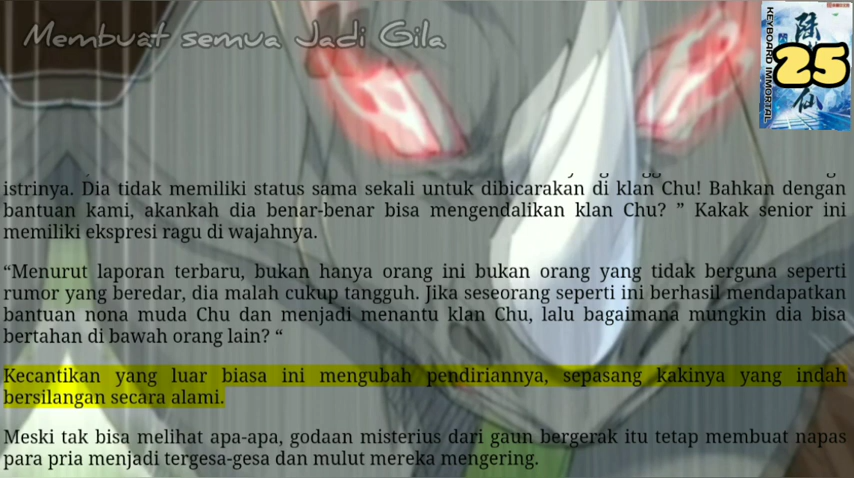 Membuat semua Jadi Gila
KEYBOARD IMMORTAL
25
istrinya. Dia tidak memiliki status sama sekali untuk dibicarakan di klan Chu! Bahkan dengan
bantuan kami, akankah dia benar-benar bisa mengendalikan klan Chu? ” Kakak senior ini
memiliki ekspresi ragu di wajahnya.
“Menurut laporan terbaru, bukan hanya orang ini bukan orang yang tidak berguna seperti
rumor yang beredar, dia malah cukup tangguh. Jika seseorang seperti ini berhasil mendapatkan
bantuan nona muda Chu dan menjadi menantu klan Chu, lalu bagaimana mungkin dia bisa
bertahan di bawah orang lain? “
Kecantikan yang luar biasa ini mengubah pendiriannya, sepasang kakinya yang indah
bersilangan secara alami.
Meski tak bisa melihat apa-apa, godaan misterius dari gaun bergerak itu tetap membuat napas
para pria menjadi tergesa-gesa dan mulut mereka mengering.